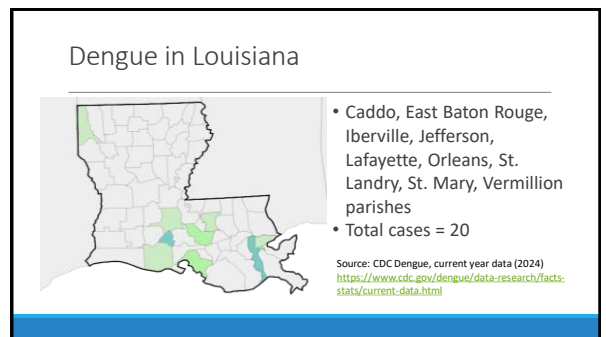 Dengue in Louisiana
• Caddo, East Baton Rouge,
Iberville, Jefferson,
Lafayette, Orleans, St.
Landry, St. Mary, Vermillion
parishes
• Total cases = 20
Source: CDC Dengue, current year data (2024)
https://www.cdc.gov/dengue/data-research/facts-
stats/current-data.html